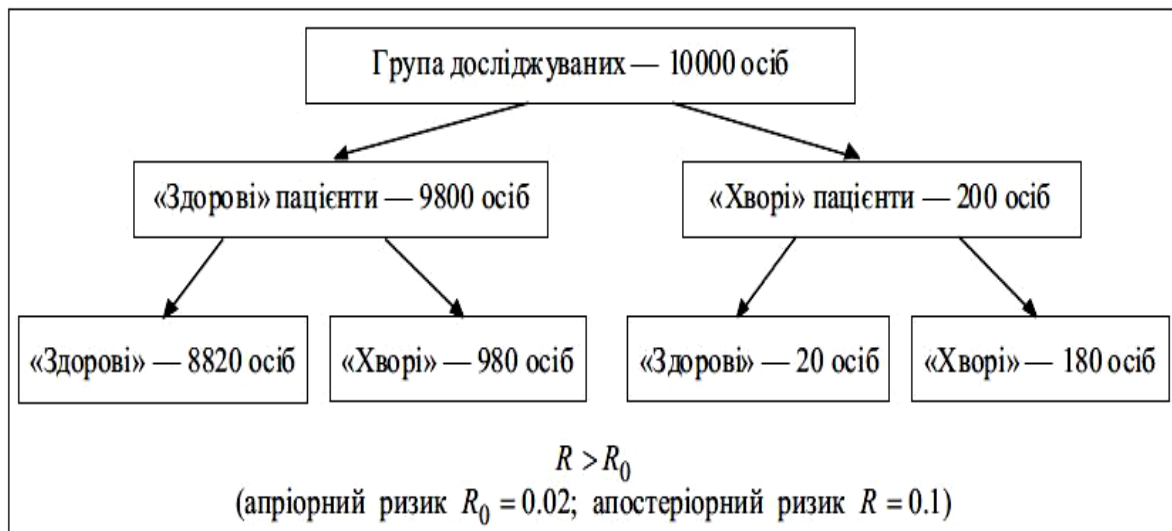 Група досліджуваних — 10000 осіб
«Здорові» пацієнти — 9800 осіб
«Хворі» пацієнти — 200 осіб
«Здорові» — 8820 осіб
«Хворі» — 980 осіб
«Здорові» — 20 осіб
«Хворі» — 180 осіб
R > R₀
(апріорний ризик R₀ = 0.02; апостеріорний ризик R = 0.1)